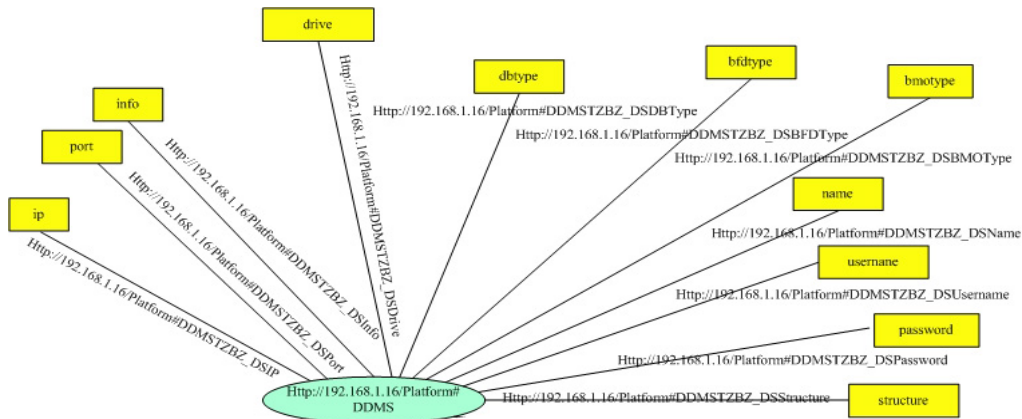 drive
bfdtype
dbtype
bmotype
info
port
ip
name
usernane
password
structure
Http://192.168.1.16/Platform#DDMSTZBZ_DSDrive
Http://192.168.1.16/Platform#DDMSTZBZ_DSDBType
Http://192.168.1.16/Platform#DDMSTZBZ_DSBFDType
Http://192.168.1.16/Platform#DDMSTZBZ_DSBMOType
Http://192.168.1.16/Platform#DDMSTZBZ_DSInfo
Http://192.168.1.16/Platform#DDMSTZBZ_DSPort
Http://192.168.1.16/Platform#DDMSTZBZ_DSIP
Http://192.168.1.16/Platform#DDMSTZBZ_DSName
Http://192.168.1.16/Platform#DDMSTZBZ_DSUsername
Http://192.168.1.16/Platform#DDMSTZBZ_DSPassword
Http://192.168.1.16/Platform#DDMSTZBZ_DSStructure
Http://192.168.1.16/Platform#
DDMS